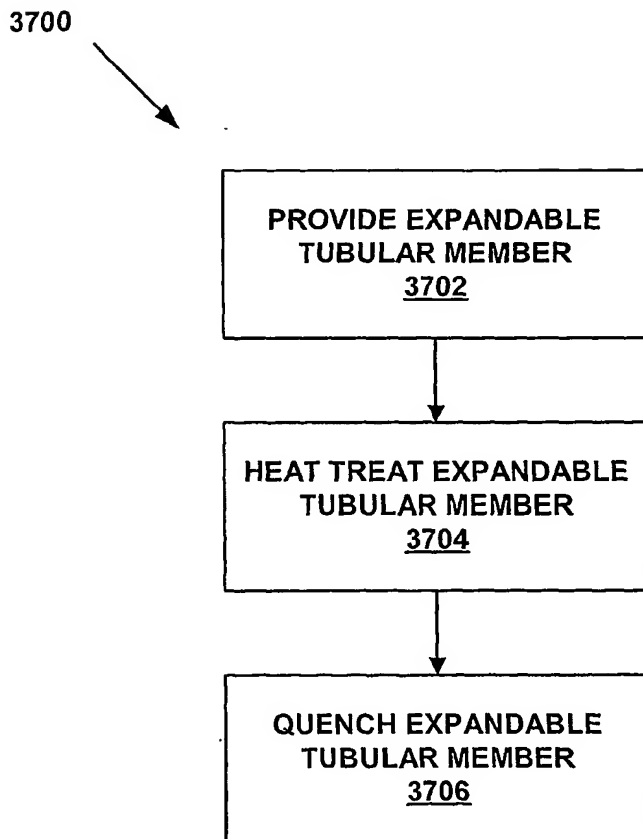 3700
PROVIDE EXPANDABLE
TUBULAR MEMBER
3702
HEAT TREAT EXPANDABLE
TUBULAR MEMBER
3704
QUENCH EXPANDABLE
TUBULAR MEMBER
3706